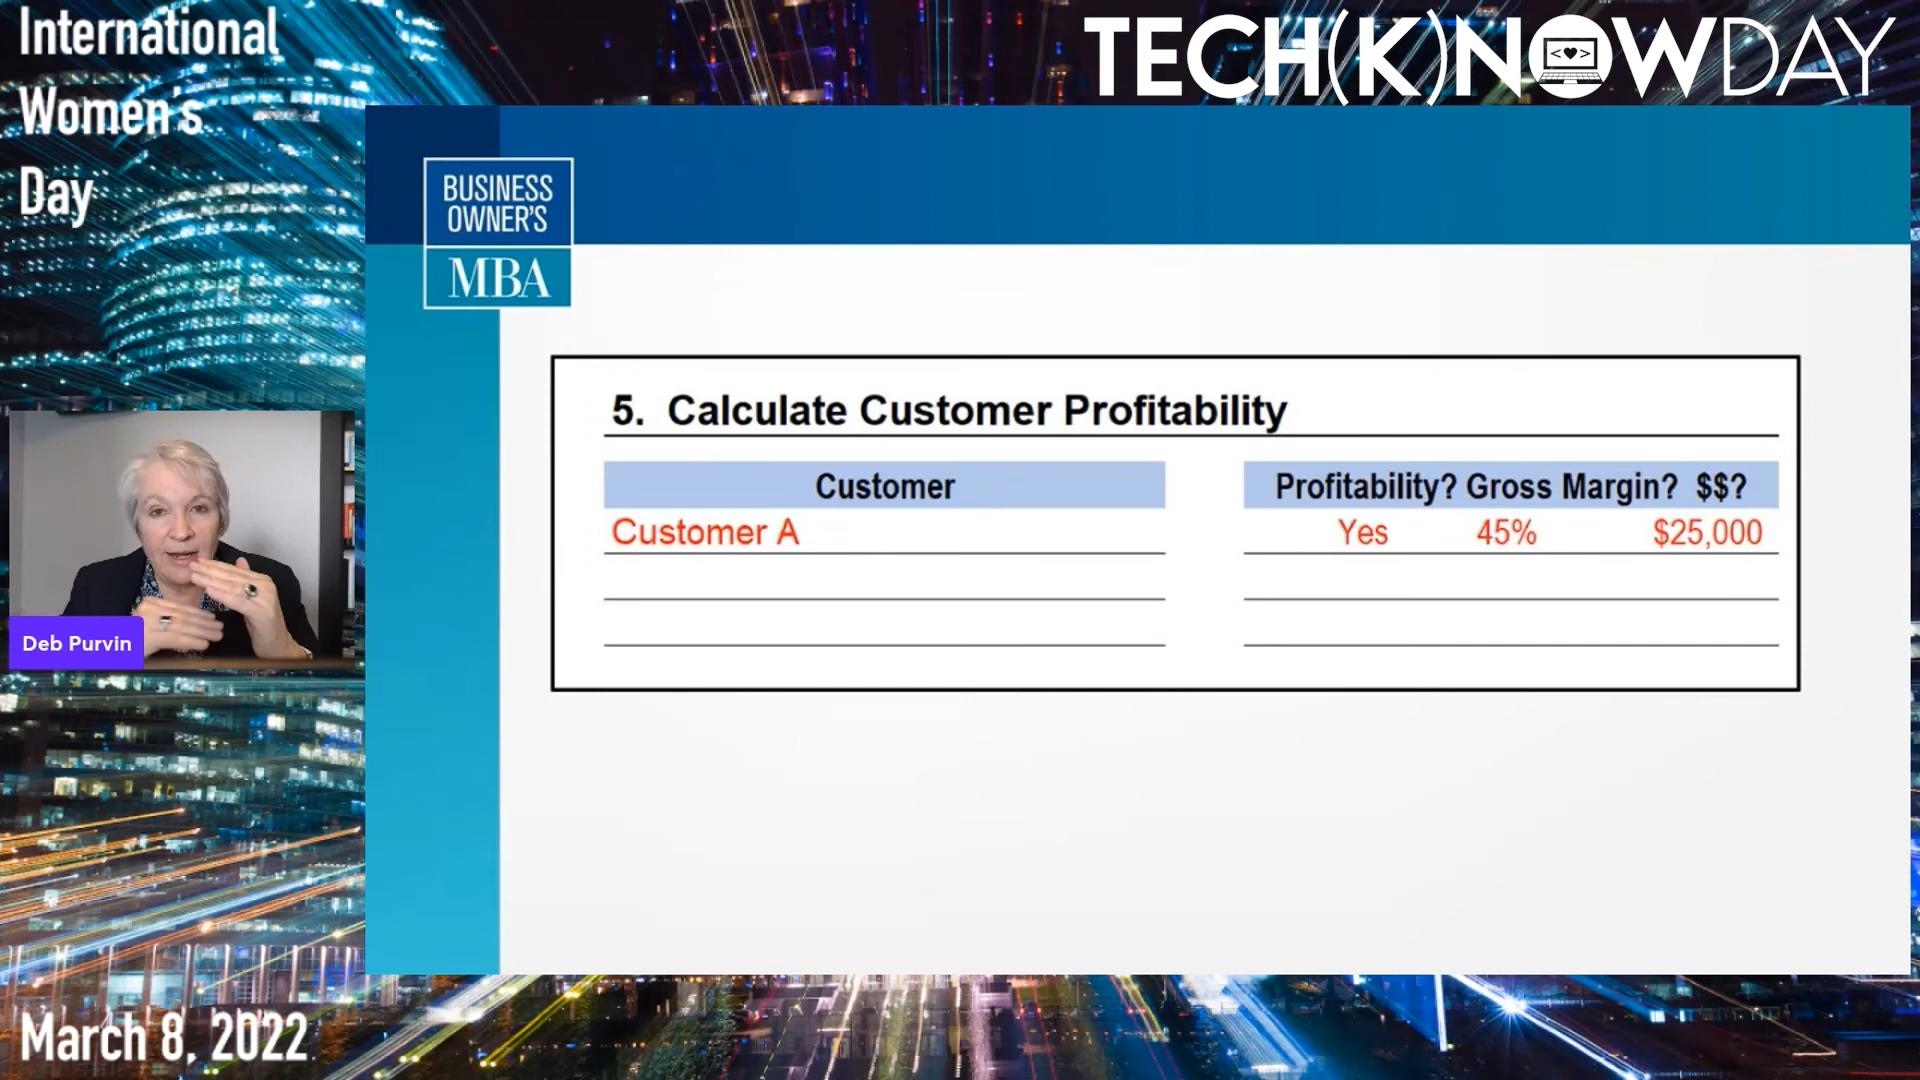 International
Women's
Day
TECH(K)NOWDAY
BUSINESS
OWNER'S
MBA
5. Calculate Customer Profitability
Customer
Profitability? Gross Margin? $$?
Customer A
Yes 45% $25,000
Deb Purvin
March 8, 2022